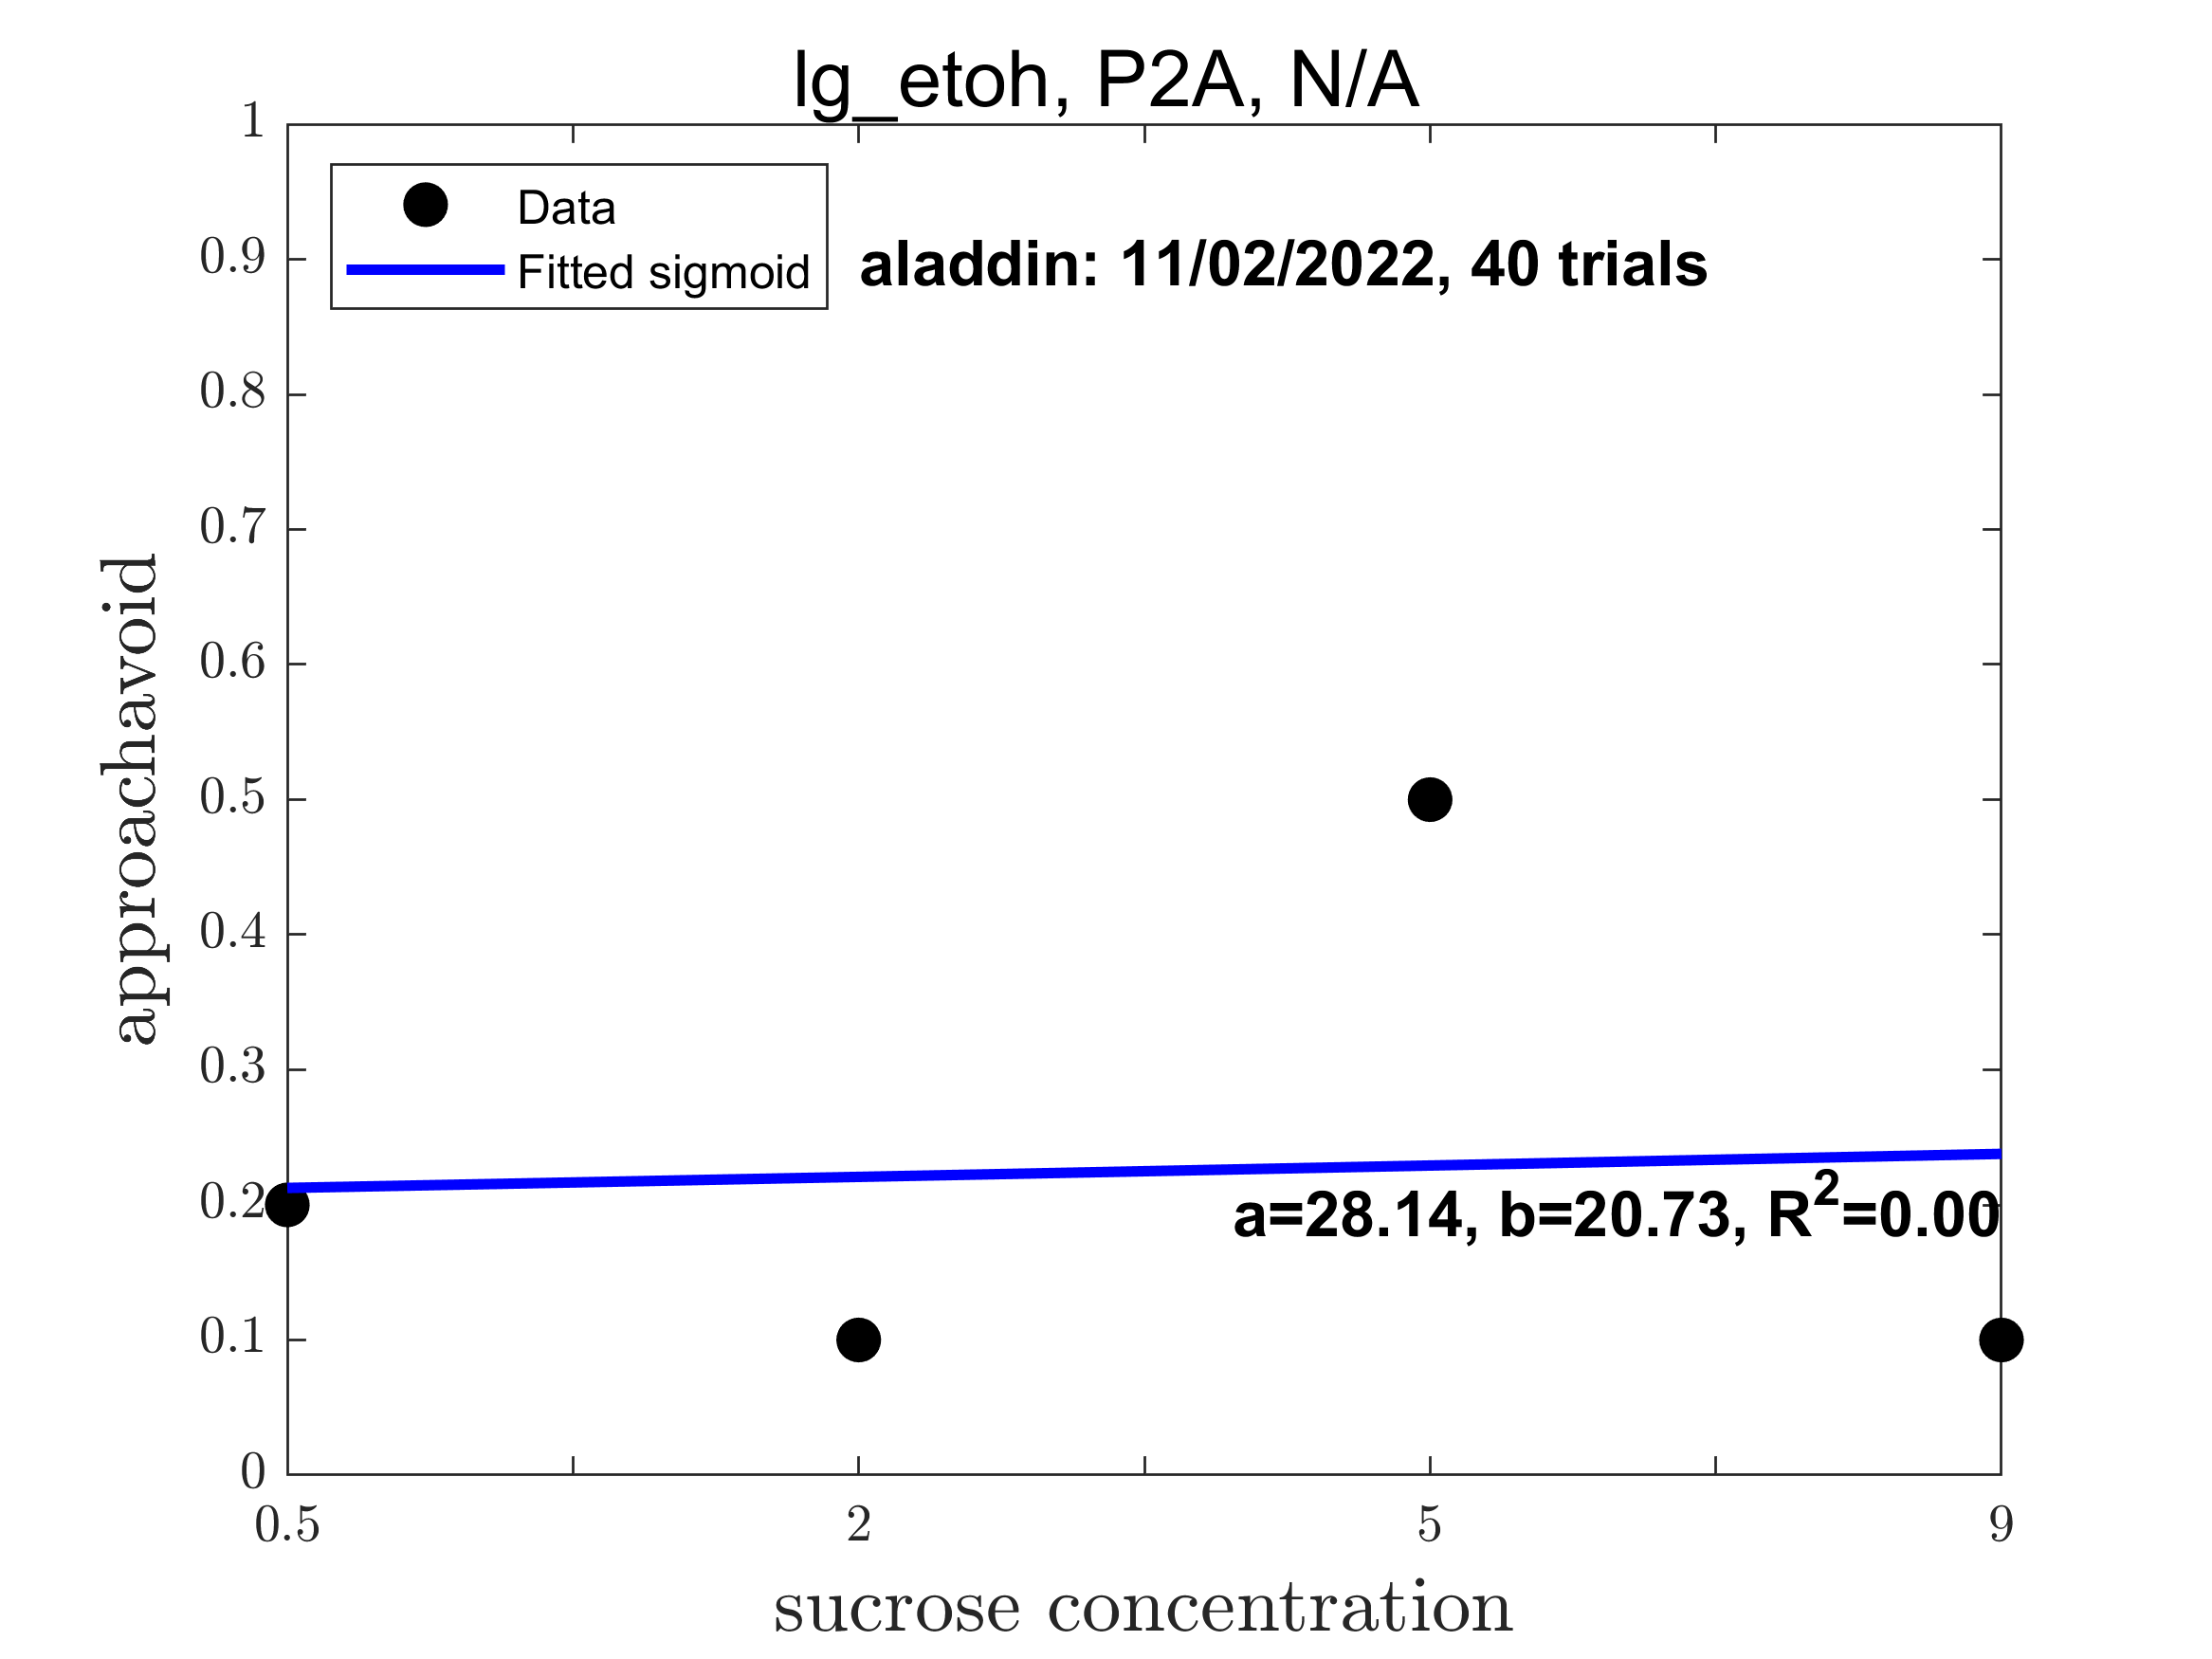 lg_etoh, P2A, N/A
Data
Fitted sigmoid
aladdin: 11/02/2022, 40 trials
1
0.9
0.8
0.7
0.6
0.5
0.4
0.3
0.2
0.1
0
approachavoid
a=28.14, b=20.73, R²=0.00
0.5 2 5 9
sucrose concentration